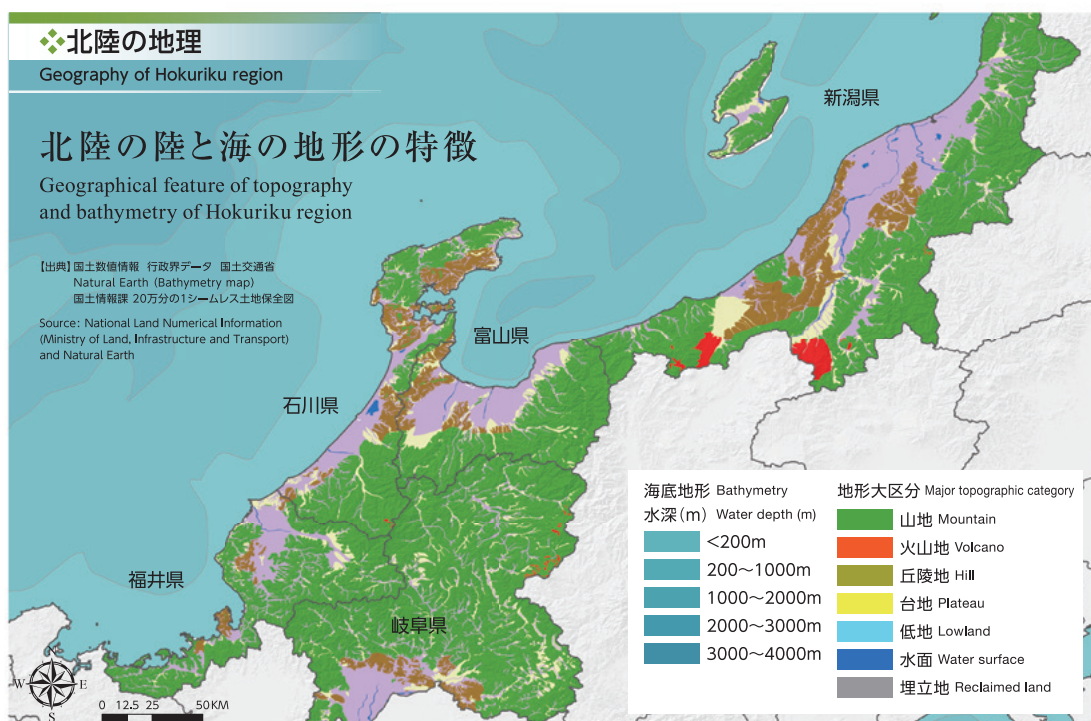 北陸の地理
Geography of Hokuriku region
北陸の陸と海の地形の特徴
Geographical feature of topography
and bathymetry of Hokuriku region
【出典】国土数値情報 行政界データ 国土交通省
Natural Earth (Bathymetry map)
国土情報課 20万分の1シームレス土地保全図
Source: National Land Numerical Information
(Ministry of Land, Infrastructure and Transport)
and Natural Earth
新潟県
富山県
石川県
福井県
岐阜県
海底地形 Bathymetry
水深(m) Water depth (m)
<200m
200～1000m
1000～2000m
2000～3000m
3000～4000m
地形大区分 Major topographic category
山地 Mountain
火山地 Volcano
丘陵地 Hill
台地 Plateau
低地 Lowland
水面 Water surface
埋立地 Reclaimed land
N
W E
S
0 12.5 25 50KM